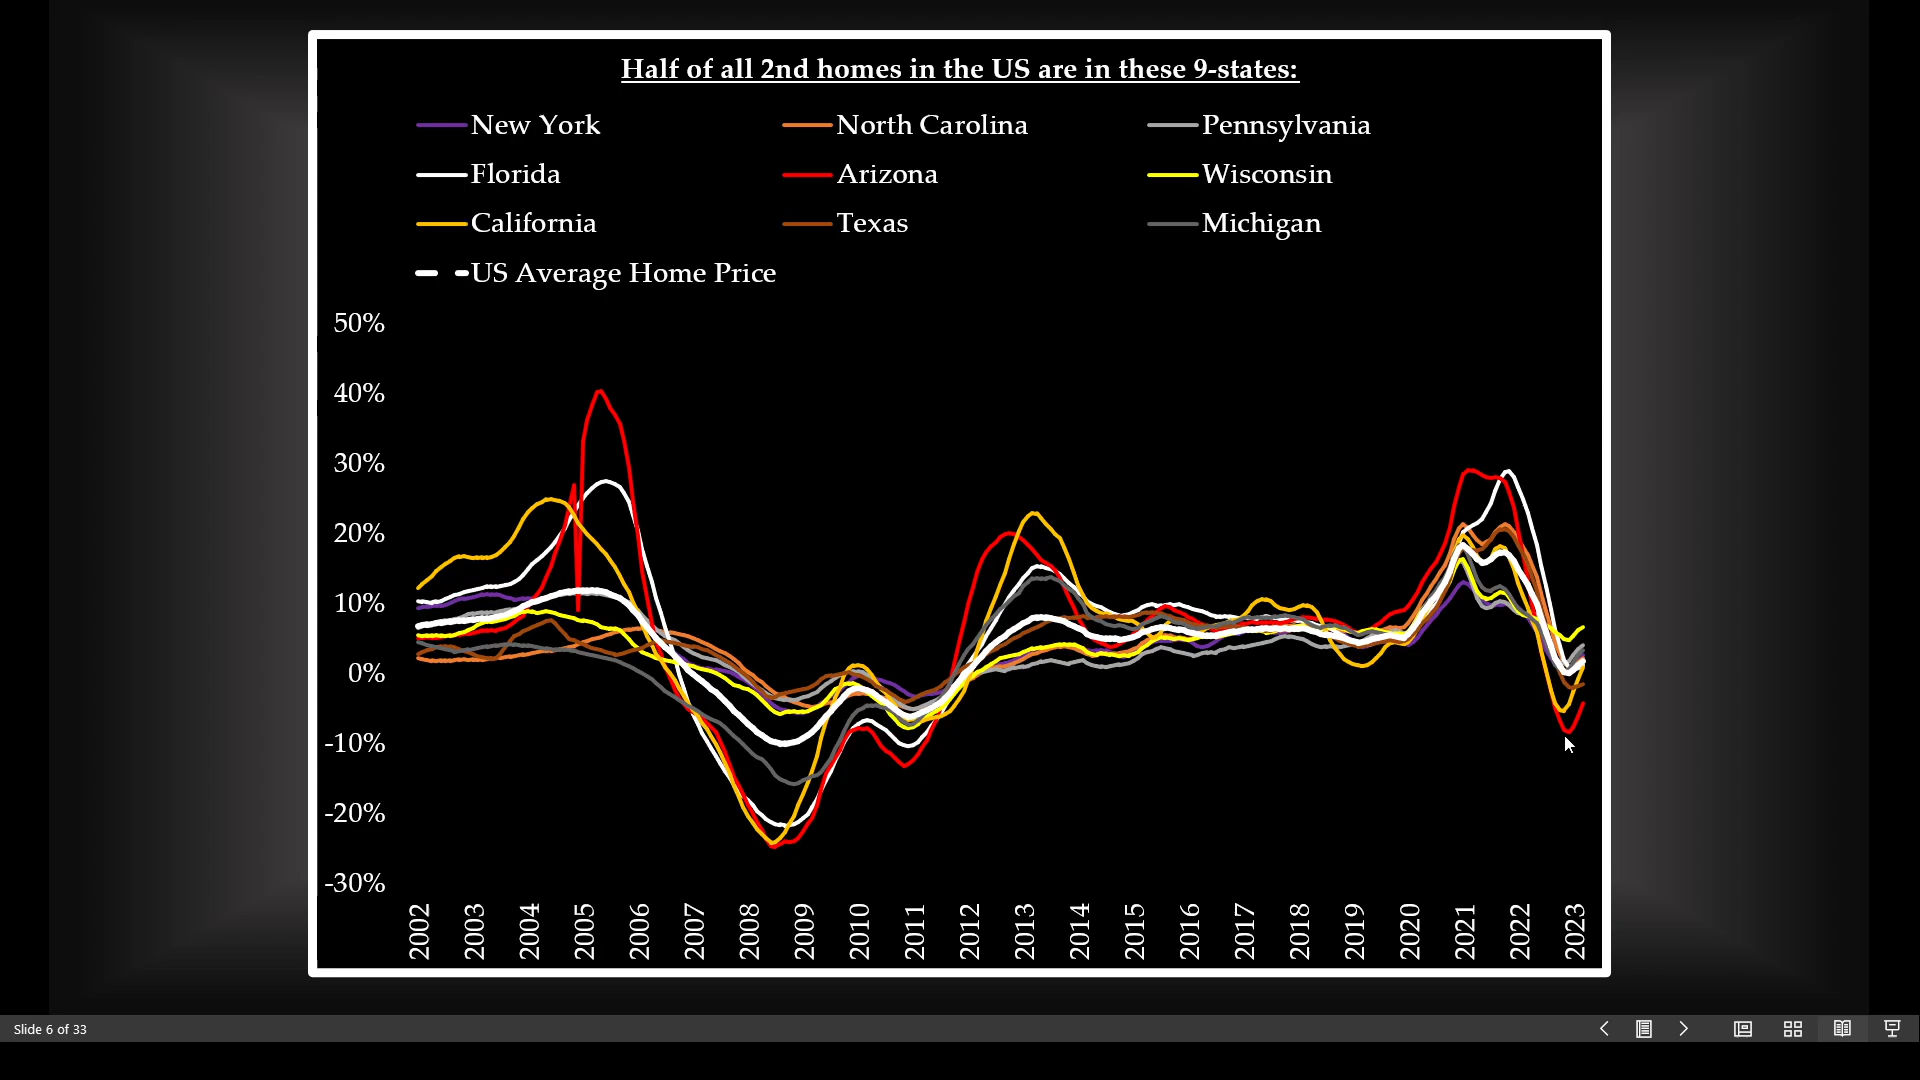 Half of all 2nd homes in the US are in these 9-states:
New York North Carolina Pennsylvania
Florida Arizona Wisconsin
California Texas Michigan
US Average Home Price
50%
40%
30%
20%
10%
0%
-10%
-20%
-30%
2002 2003 2004 2005 2006 2007 2008 2009 2010 2011 2012 2013 2014 2015 2016 2017 2018 2019 2020 2021 2022 2023
Slide 6 of 33